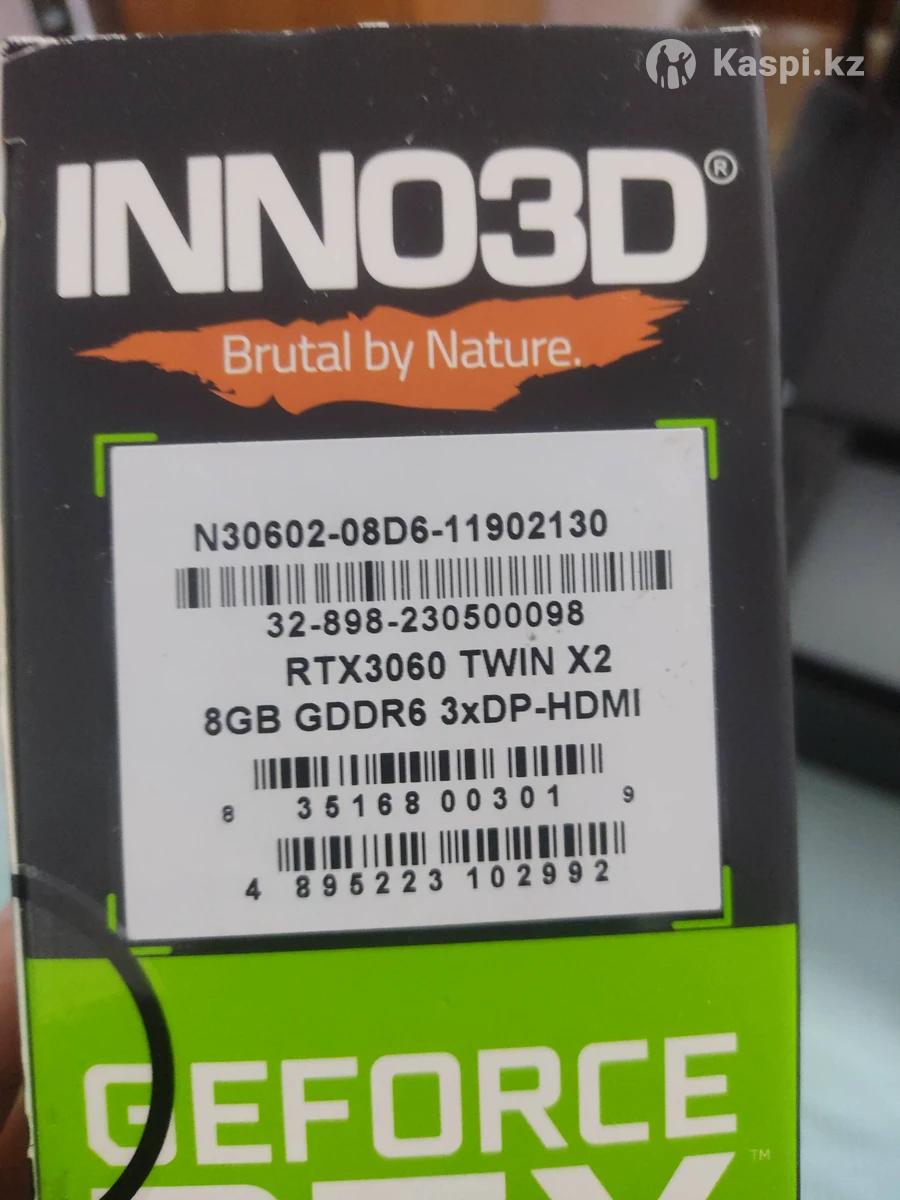 Kaspi.kz
INNO3D®
Brutal by Nature.
N30602-08D6-11902130
32-898-230500098
RTX3060 TWIN X2
8GB GDDR6 3xDP-HDMI
8 35168 00301 9
4 895223 102992
GEFORCE
RTX™